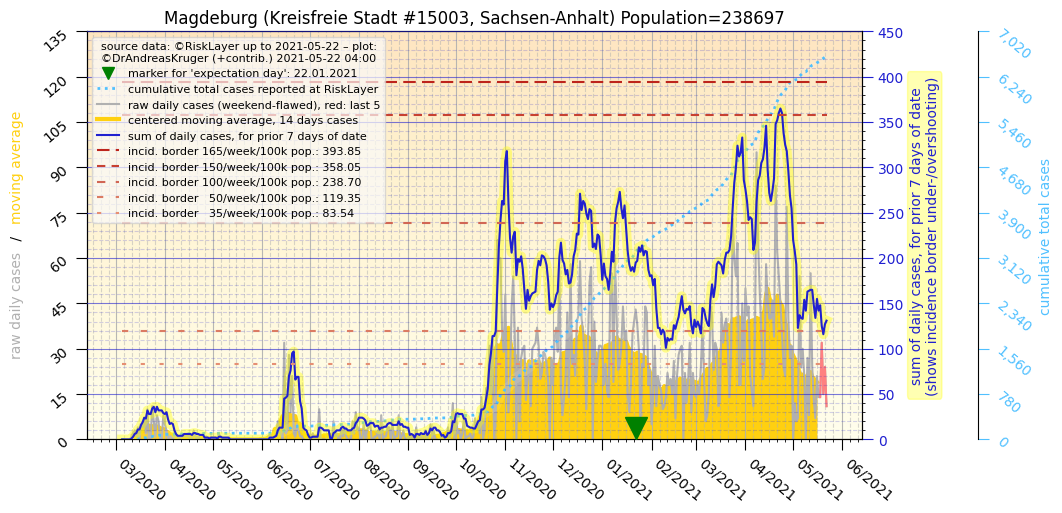 Magdeburg (Kreisfreie Stadt #15003, Sachsen-Anhalt) Population=238697
source data: ©RiskLayer up to 2021-05-22 – plot:
©DrAndreasKruger (+contrib.) 2021-05-22 04:00
marker for 'expectation day': 22.01.2021
cumulative total cases reported at RiskLayer
raw daily cases (weekend-flawed), red: last 5
centered moving average, 14 days cases
sum of daily cases, for prior 7 days of date
incid. border 165/week/100k pop.: 393.85
incid. border 150/week/100k pop.: 358.05
incid. border 100/week/100k pop.: 238.70
incid. border 50/week/100k pop.: 119.35
incid. border 35/week/100k pop.: 83.54
raw daily cases / moving average
135
120
105
90
75
60
45
30
15
0
03/2020
04/2020
05/2020
06/2020
07/2020
08/2020
09/2020
10/2020
11/2020
12/2020
01/2021
02/2021
03/2021
04/2021
05/2021
06/2021
450
400
350
300
250
200
150
100
50
0
sum of daily cases, for prior 7 days of date
(shows incidence border under-/overshooting)
7,020
6,240
5,460
4,680
3,900
3,120
2,340
1,560
780
0
cumulative total cases